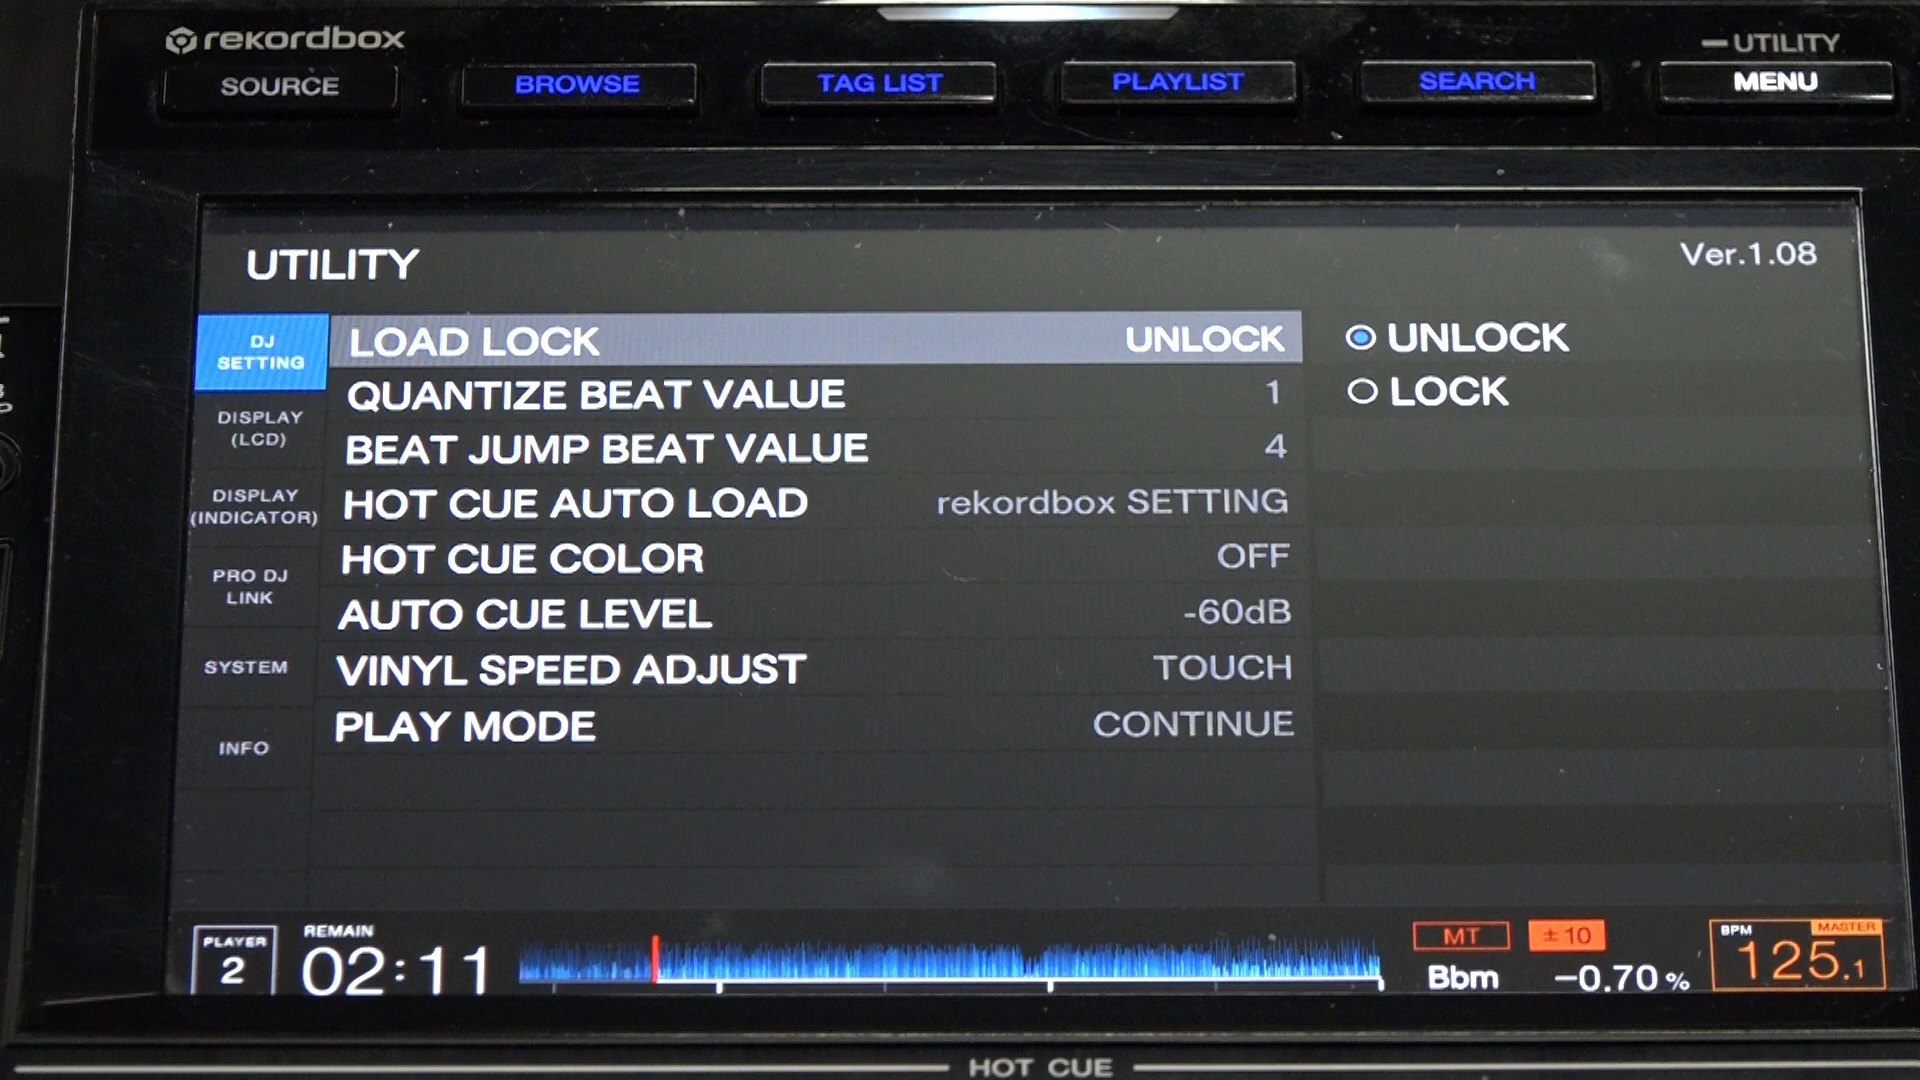 rekordbox
UTILITY
SOURCE
BROWSE
TAG LIST
PLAYLIST
SEARCH
MENU
UTILITY
Ver.1.08
DJ
SETTING
DISPLAY
(LCD)
DISPLAY
(INDICATOR)
PRO DJ
LINK
SYSTEM
INFO
LOAD LOCK UNLOCK
QUANTIZE BEAT VALUE 1
BEAT JUMP BEAT VALUE 4
HOT CUE AUTO LOAD rekordbox SETTING
HOT CUE COLOR OFF
AUTO CUE LEVEL -60dB
VINYL SPEED ADJUST TOUCH
PLAY MODE CONTINUE
UNLOCK
LOCK
PLAYER
2
REMAIN
02:11
MT
±10
Bbm
-0.70 %
BPM
MASTER
125.1
HOT CUE